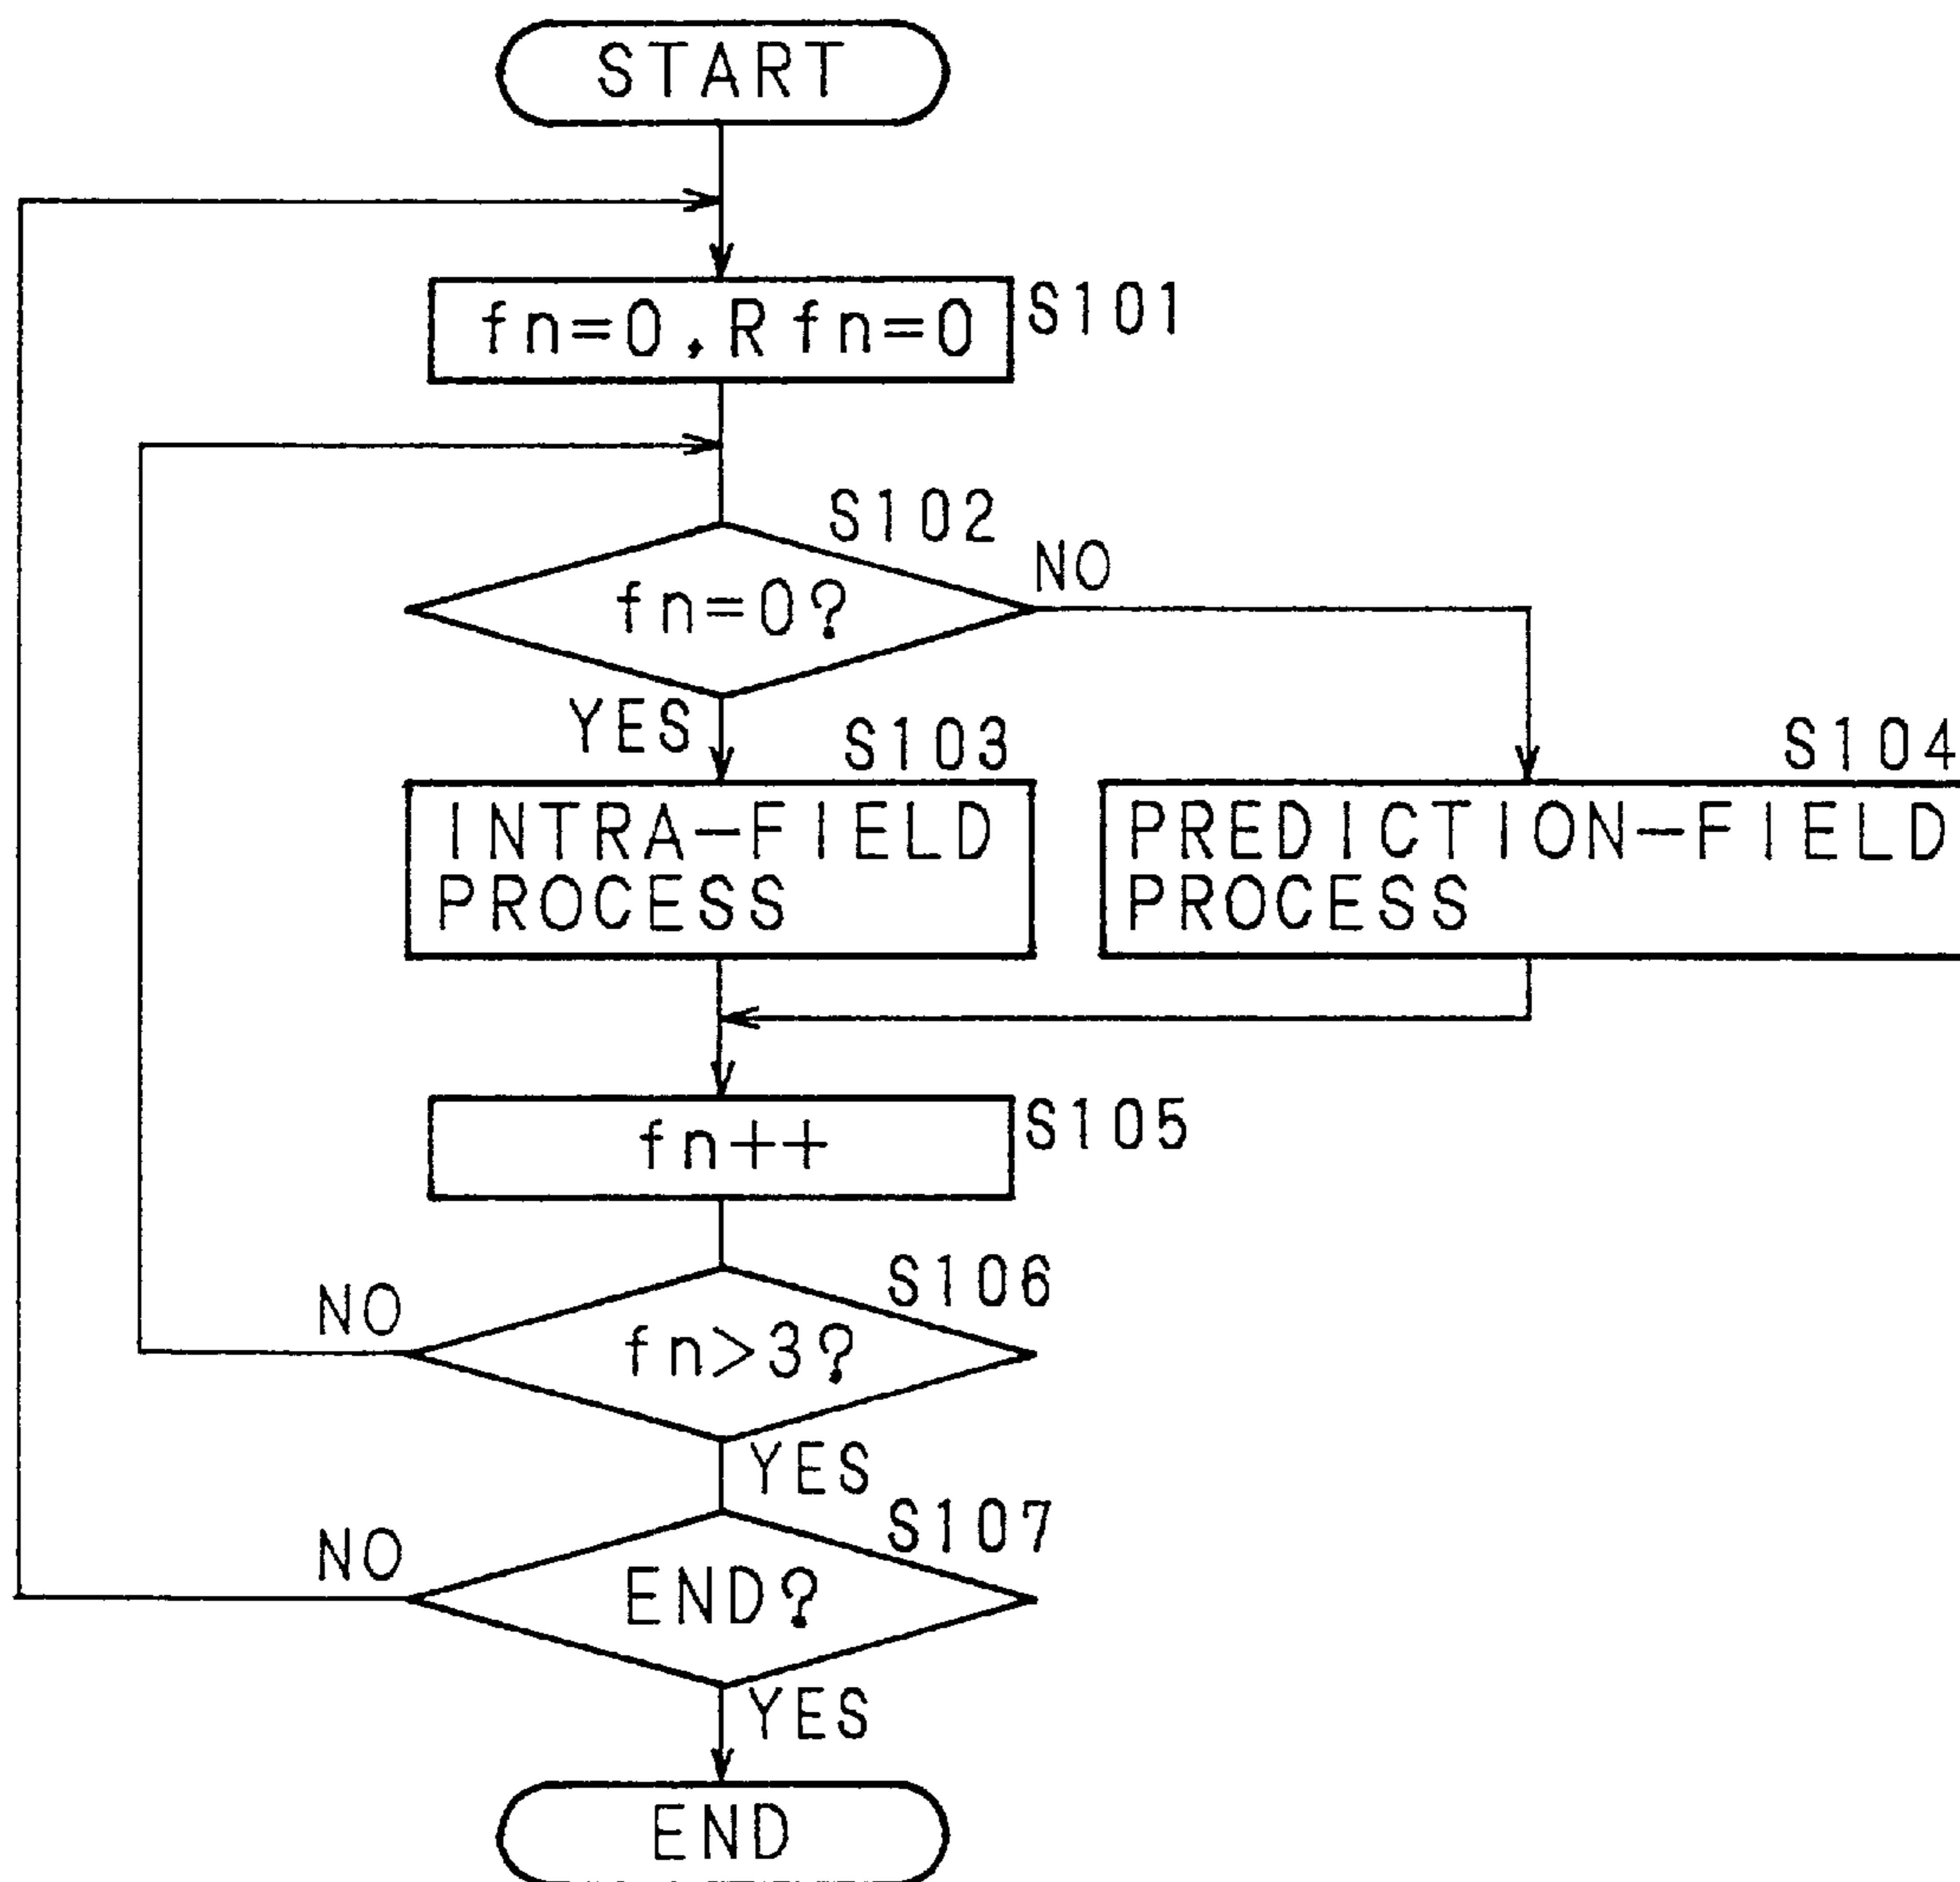 START
fn=0,Rfn=0
S101
S102
fn=0?
NO
YES
S103
S104
INTRA-FIELD
PROCESS
PREDICTION-FIELD
PROCESS
fn++
S105
S106
NO
fn>3?
YES
S107
NO
END?
YES
END